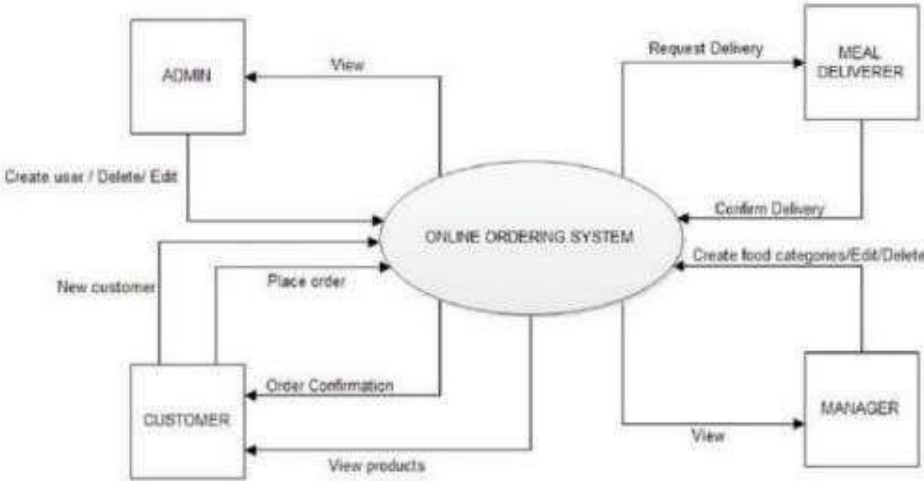 ADMIN
View
Request Delivery
MEAL
DELIVERER
Create user / Delete/ Edit
Confirm Delivery
ONLINE ORDERING SYSTEM
Create food categories/Edit/Delete
New customer
Place order
Order Confirmation
CUSTOMER
View products
View
MANAGER